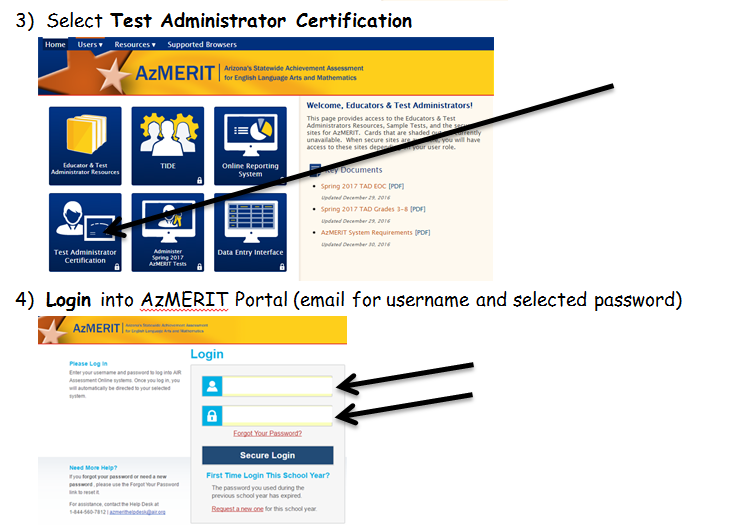 3) Select Test Administrator Certification
Home Users ▾ Resources ▾ Supported Browsers
AzMERIT
Arizona's Statewide Achievement Assessment
for English Language Arts and Mathematics
Educator & Test
Administrator Resources
TIDE
Online Reporting
System
Test Administrator
Certification
Administer
Spring 2017
AzMERIT Tests
Data Entry Interface
Welcome, Educators & Test Administrators!
This page provides access to the Educators & Test
Administrators Resources, Sample Tests, and the
sites for AzMERIT. Cards that are shaded currently
unavailable. When secure sites are you will have
access to these sites user role.
Key Documents
• Spring 2017 TAD EOC [PDF]
Updated December 29, 2016
• Spring 2017 TAD Grades 3-8 [PDF]
Updated December 29, 2016
• AzMERIT System Requirements [PDF]
Updated December 30, 2016
4) Login into AzMERIT Portal (email for username and selected password)
AzMERIT
Arizona's Statewide Achievement Assessment
for English Language Arts and Mathematics
Please Log In
Enter your username and password to log into AIR
Assessment Online systems. Once you log in, you
will automatically be directed to your selected
system.
Need More Help?
If you forgot your password or need a new
password, please use the Forgot Your Password
link to reset it.
For assistance, contact the Help Desk at
1-844-560-7812 | azmerithelpdesk@air.org
Login
Forgot Your Password?
Secure Login
First Time Login This School Year?
The password you used during the
previous school year has expired.
Request a new one for this school year.